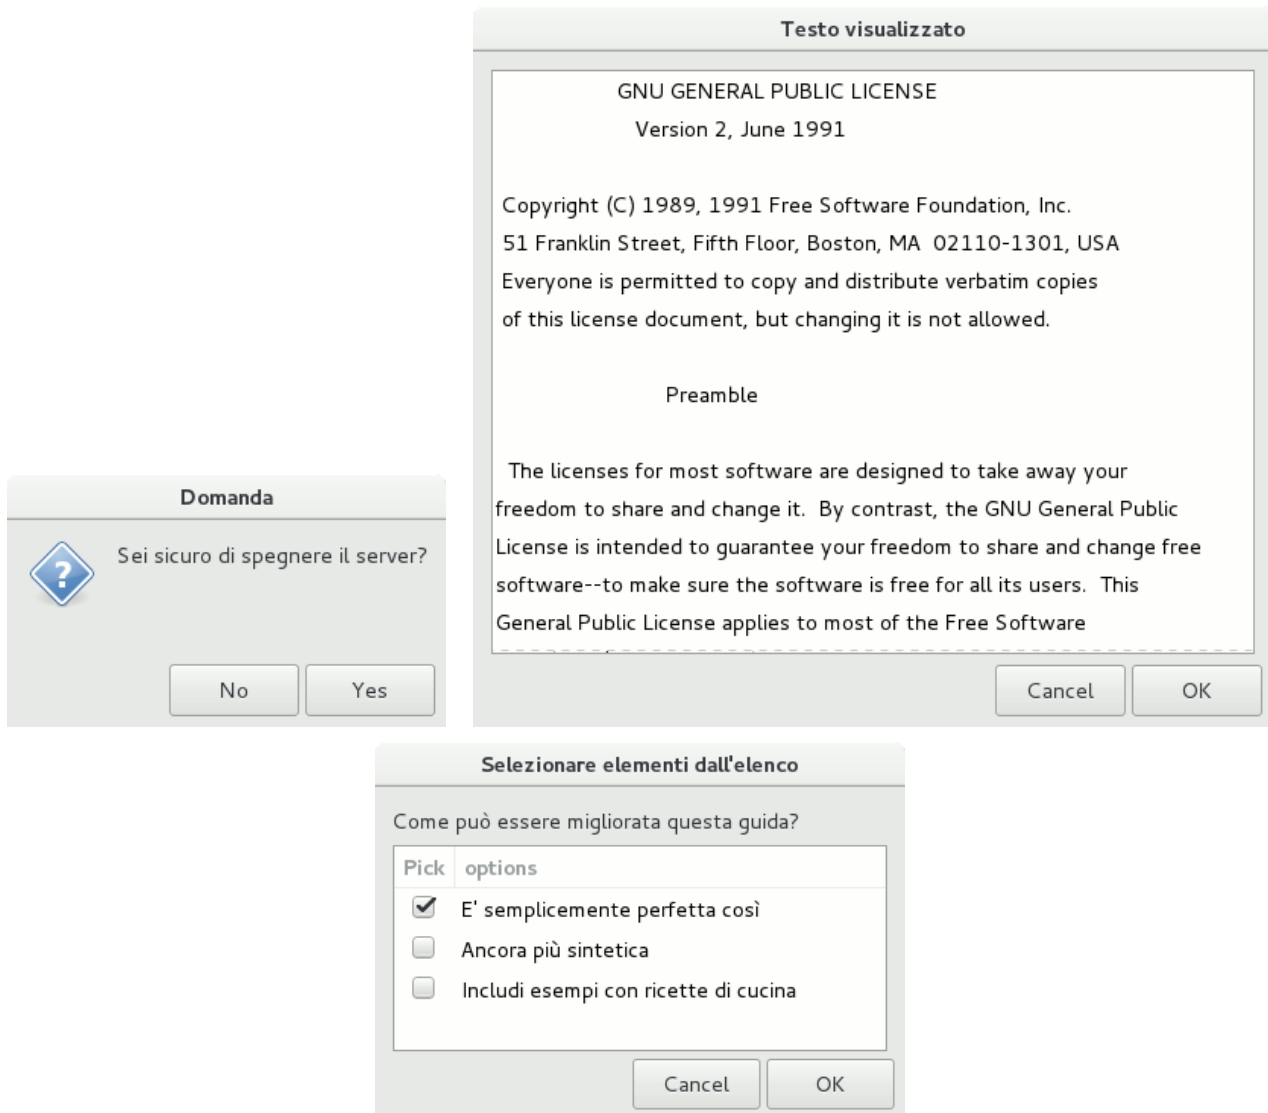 Testo visualizzato
GNU GENERAL PUBLIC LICENSE
Version 2, June 1991
Copyright (C) 1989, 1991 Free Software Foundation, Inc.
51 Franklin Street, Fifth Floor, Boston, MA  02110-1301, USA
Everyone is permitted to copy and distribute verbatim copies
of this license document, but changing it is not allowed.
Preamble
The licenses for most software are designed to take away your
freedom to share and change it.  By contrast, the GNU General Public
License is intended to guarantee your freedom to share and change free
software--to make sure the software is free for all its users.  This
General Public License applies to most of the Free Software
Cancel OK
Domanda
Sei sicuro di spegnere il server?
No Yes
Selezionare elementi dall'elenco
Come può essere migliorata questa guida?
Pick options
E' semplicemente perfetta così
Ancora più sintetica
Includi esempi con ricette di cucina
Cancel OK